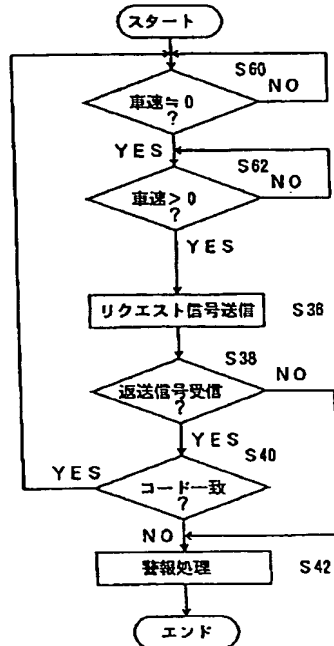 スタート
S60
車速≒0
?
NO
YES
S62
車速>0
?
NO
YES
リクエスト信号送信
S36
S38
返送信号受信
?
NO
YES
S40
YES
コード一致
?
NO
警報処理
S42
エンド